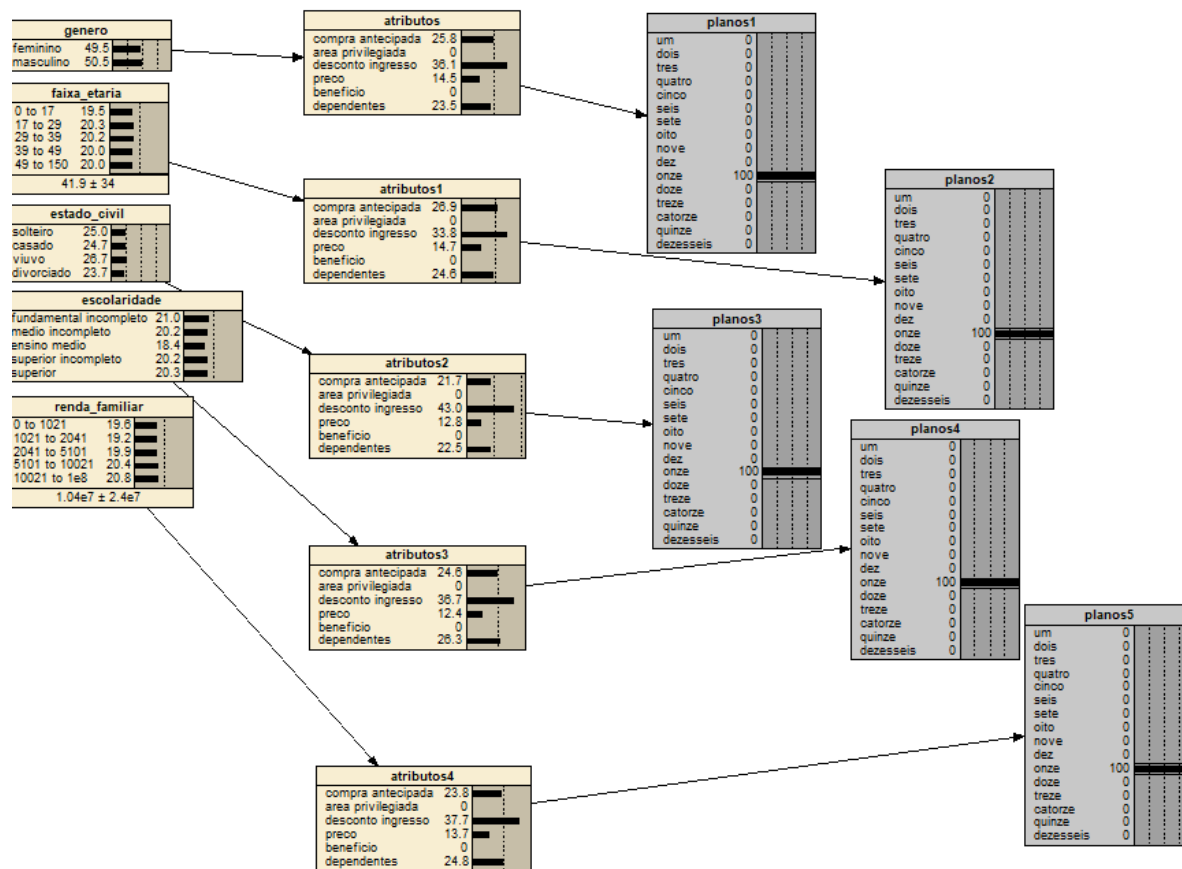 genero
feminino 49.5
masculino 50.5
faixa_etaria
0 to 17 19.5
17 to 29 20.3
29 to 39 20.2
39 to 49 20.0
49 to 150 20.0
41.9 ± 34
estado_civil
solteiro 25.0
casado 24.7
viuvo 26.7
divorciado 23.7
escolaridade
fundamental incompleto 21.0
medio incompleto 20.2
ensino medio 18.4
superior incompleto 20.2
superior 20.3
renda_familiar
0 to 1021 19.6
1021 to 2041 19.2
2041 to 5101 19.9
5101 to 10021 20.4
10021 to 1e8 20.8
1.04e7 ± 2.4e7
atributos
compra antecipada 25.8
area privilegiada 0
desconto ingresso 36.1
preco 14.5
beneficio 0
dependentes 23.5
atributos1
compra antecipada 26.9
area privilegiada 0
desconto ingresso 33.8
preco 14.7
beneficio 0
dependentes 24.6
atributos2
compra antecipada 21.7
area privilegiada 0
desconto ingresso 43.0
preco 12.8
beneficio 0
dependentes 22.5
atributos3
compra antecipada 24.6
area privilegiada 0
desconto ingresso 36.7
preco 12.4
beneficio 0
dependentes 26.3
atributos4
compra antecipada 23.8
area privilegiada 0
desconto ingresso 37.7
preco 13.7
beneficio 0
dependentes 24.8
planos1
um 0
dois 0
tres 0
quatro 0
cinco 0
seis 0
sete 0
oito 0
nove 0
dez 0
onze 100
doze 0
treze 0
catorze 0
quinze 0
dezesseis 0
planos2
um 0
dois 0
tres 0
quatro 0
cinco 0
seis 0
sete 0
oito 0
nove 0
dez 0
onze 100
doze 0
treze 0
catorze 0
quinze 0
dezesseis 0
planos3
um 0
dois 0
tres 0
quatro 0
cinco 0
seis 0
sete 0
oito 0
nove 0
dez 0
onze 100
doze 0
treze 0
catorze 0
quinze 0
dezesseis 0
planos4
um 0
dois 0
tres 0
quatro 0
cinco 0
seis 0
sete 0
oito 0
nove 0
dez 0
onze 100
doze 0
treze 0
catorze 0
quinze 0
dezesseis 0
planos5
um 0
dois 0
tres 0
quatro 0
cinco 0
seis 0
sete 0
oito 0
nove 0
dez 0
onze 100
doze 0
treze 0
catorze 0
quinze 0
dezesseis 0